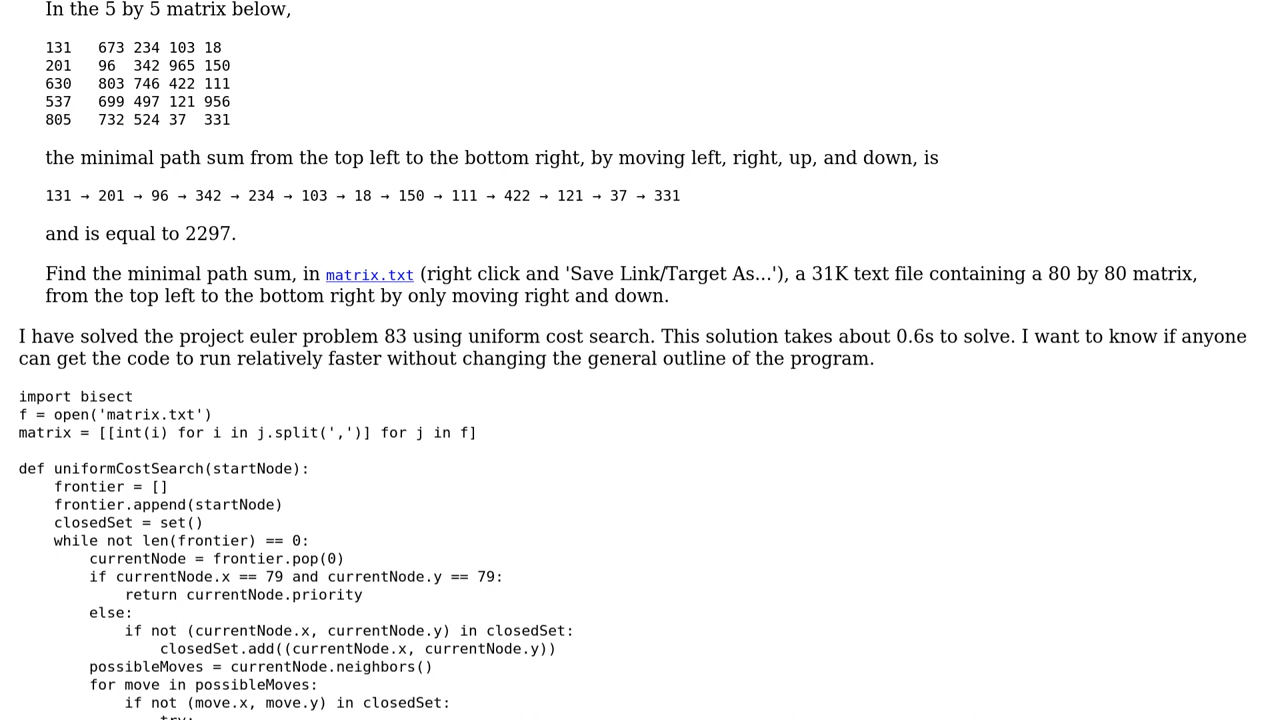 In the 5 by 5 matrix below,
131   673 234 103 18
201   96  342 965 150
630   803 746 422 111
537   699 497 121 956
805   732 524 37  331
the minimal path sum from the top left to the bottom right, by moving left, right, up, and down, is
131 → 201 → 96 → 342 → 234 → 103 → 18 → 150 → 111 → 422 → 121 → 37 → 331
and is equal to 2297.
Find the minimal path sum, in matrix.txt (right click and 'Save Link/Target As...'), a 31K text file containing a 80 by 80 matrix,
from the top left to the bottom right by only moving right and down.
I have solved the project euler problem 83 using uniform cost search. This solution takes about 0.6s to solve. I want to know if anyone
can get the code to run relatively faster without changing the general outline of the program.
import bisect
f = open('matrix.txt')
matrix = [[int(i) for i in j.split(',')] for j in f]
def uniformCostSearch(startNode):
    frontier = []
    frontier.append(startNode)
    closedSet = set()
    while not len(frontier) == 0:
        currentNode = frontier.pop(0)
        if currentNode.x == 79 and currentNode.y == 79:
            return currentNode.priority
        else:
            if not (currentNode.x, currentNode.y) in closedSet:
                closedSet.add((currentNode.x, currentNode.y))
        possibleMoves = currentNode.neighbors()
        for move in possibleMoves:
            if not (move.x, move.y) in closedSet:
                try: